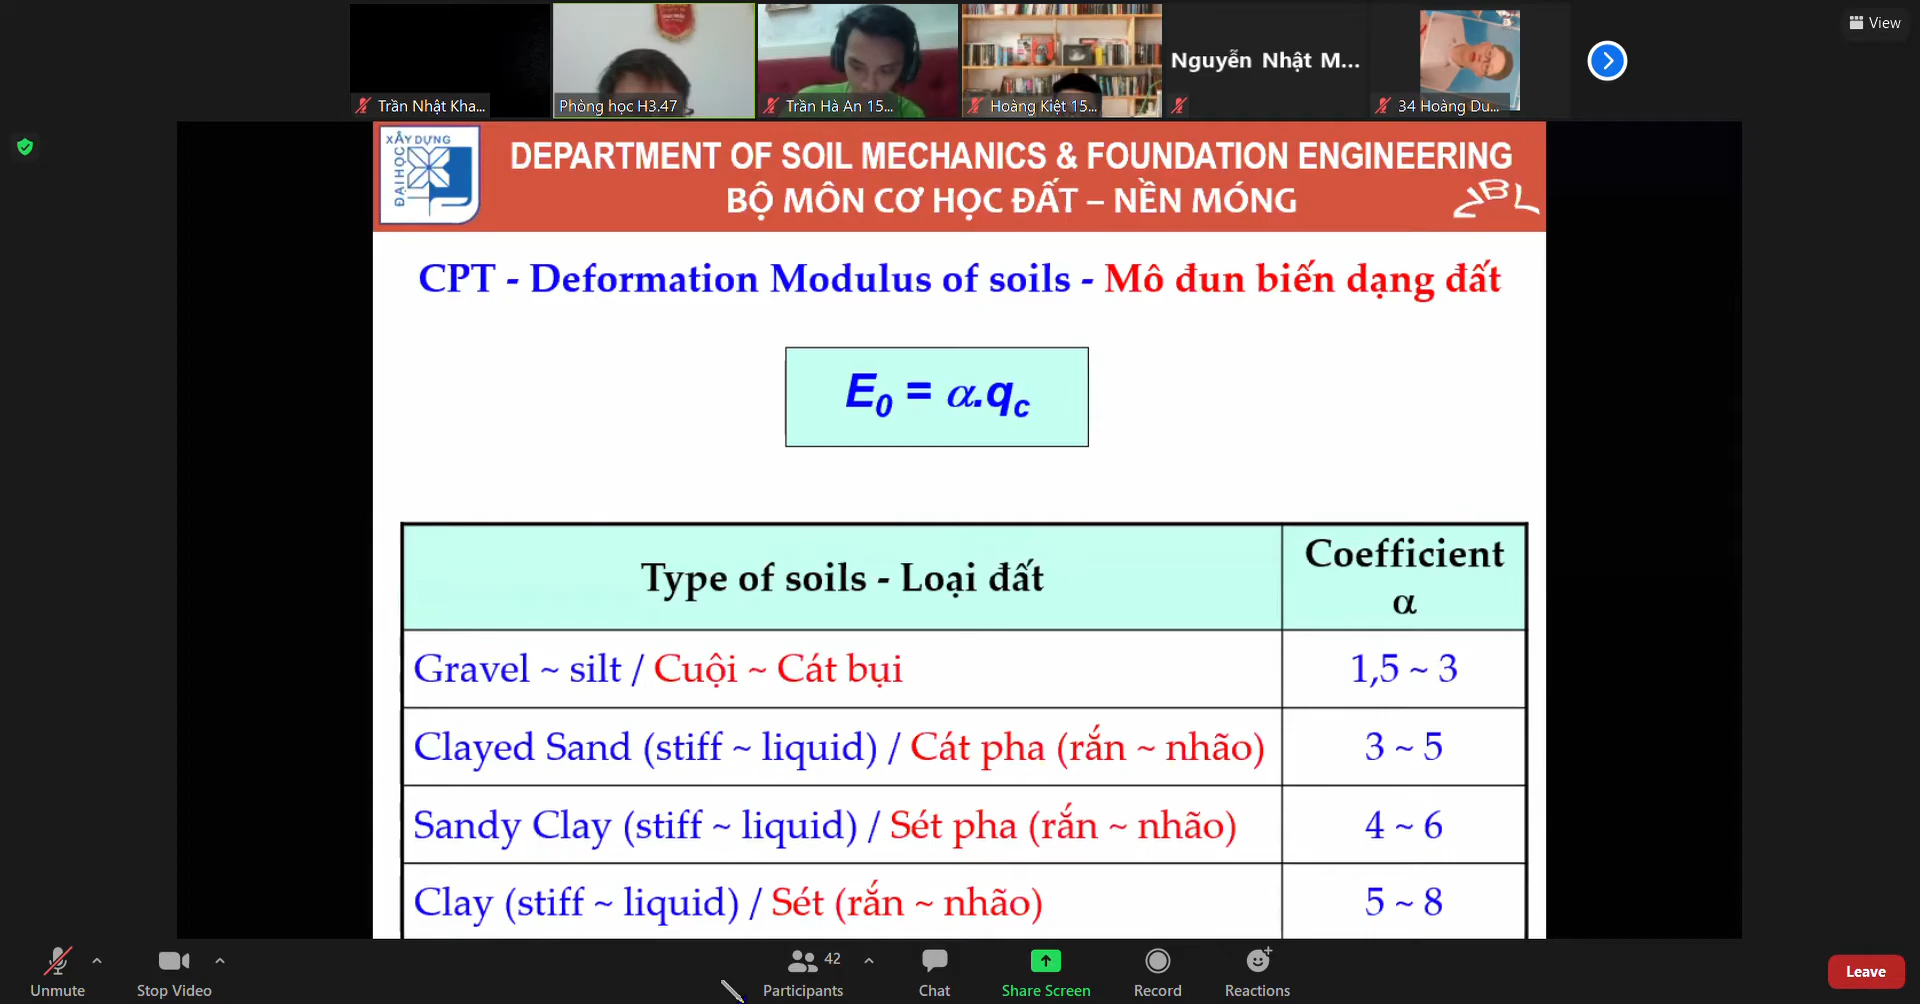 View
Trần Nhật Kha...
Phòng học H3.47
Trần Hà An 15...
Hoàng Kiệt 15...
Nguyễn Nhật M...
34 Hoàng Du...
XÂY DỰNG
ĐẠI HỌC
DEPARTMENT OF SOIL MECHANICS & FOUNDATION ENGINEERING
BỘ MÔN CƠ HỌC ĐẤT – NỀN MÓNG
CPT - Deformation Modulus of soils - Mô đun biến dạng đất
E₀ = α.q_c
Type of soils - Loại đất
Coefficient
α
Gravel ~ silt / Cuội ~ Cát bụi
1,5 ~ 3
Clayed Sand (stiff ~ liquid) / Cát pha (rắn ~ nhão)
3 ~ 5
Sandy Clay (stiff ~ liquid) / Sét pha (rắn ~ nhão)
4 ~ 6
Clay (stiff ~ liquid) / Sét (rắn ~ nhão)
5 ~ 8
Unmute
Stop Video
42
Participants
Chat
Share Screen
Record
Reactions
Leave